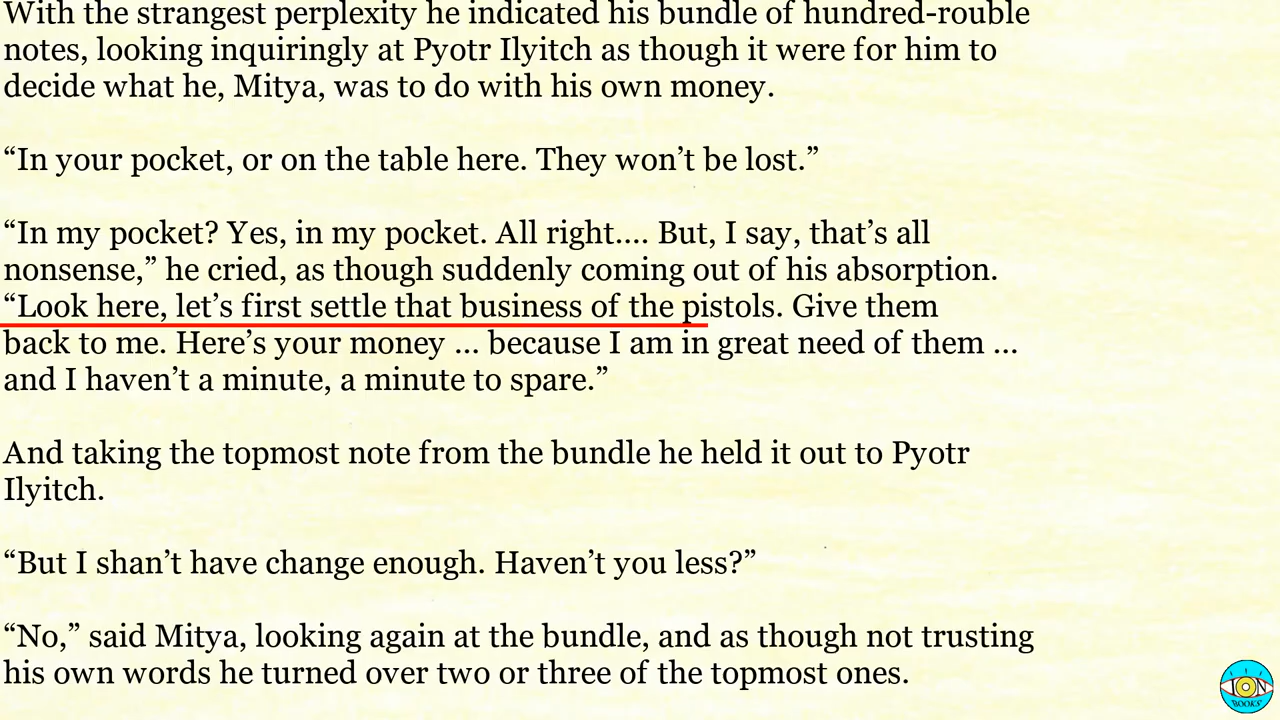 With the strangest perplexity he indicated his bundle of hundred-rouble
notes, looking inquiringly at Pyotr Ilyitch as though it were for him to
decide what he, Mitya, was to do with his own money.
“In your pocket, or on the table here. They won’t be lost.”
“In my pocket? Yes, in my pocket. All right.... But, I say, that’s all
nonsense,” he cried, as though suddenly coming out of his absorption.
“Look here, let’s first settle that business of the pistols. Give them
back to me. Here’s your money ... because I am in great need of them ...
and I haven’t a minute, a minute to spare.”
And taking the topmost note from the bundle he held it out to Pyotr
Ilyitch.
“But I shan’t have change enough. Haven’t you less?”
“No,” said Mitya, looking again at the bundle, and as though not trusting
his own words he turned over two or three of the topmost ones.
ION
BOOKS